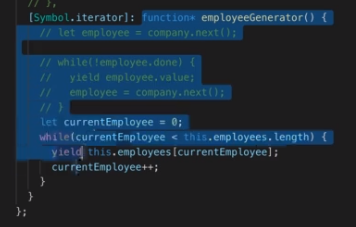 // },
[Symbol.iterator]: function* employeeGenerator() {
// let employee = company.next();
// while(!employee.done) {
//   yield employee.value;
//   employee = company.next();
// }
let currentEmployee = 0;
while(currentEmployee < this.employees.length) {
yield this.employees[currentEmployee];
currentEmployee++;
}
}
};